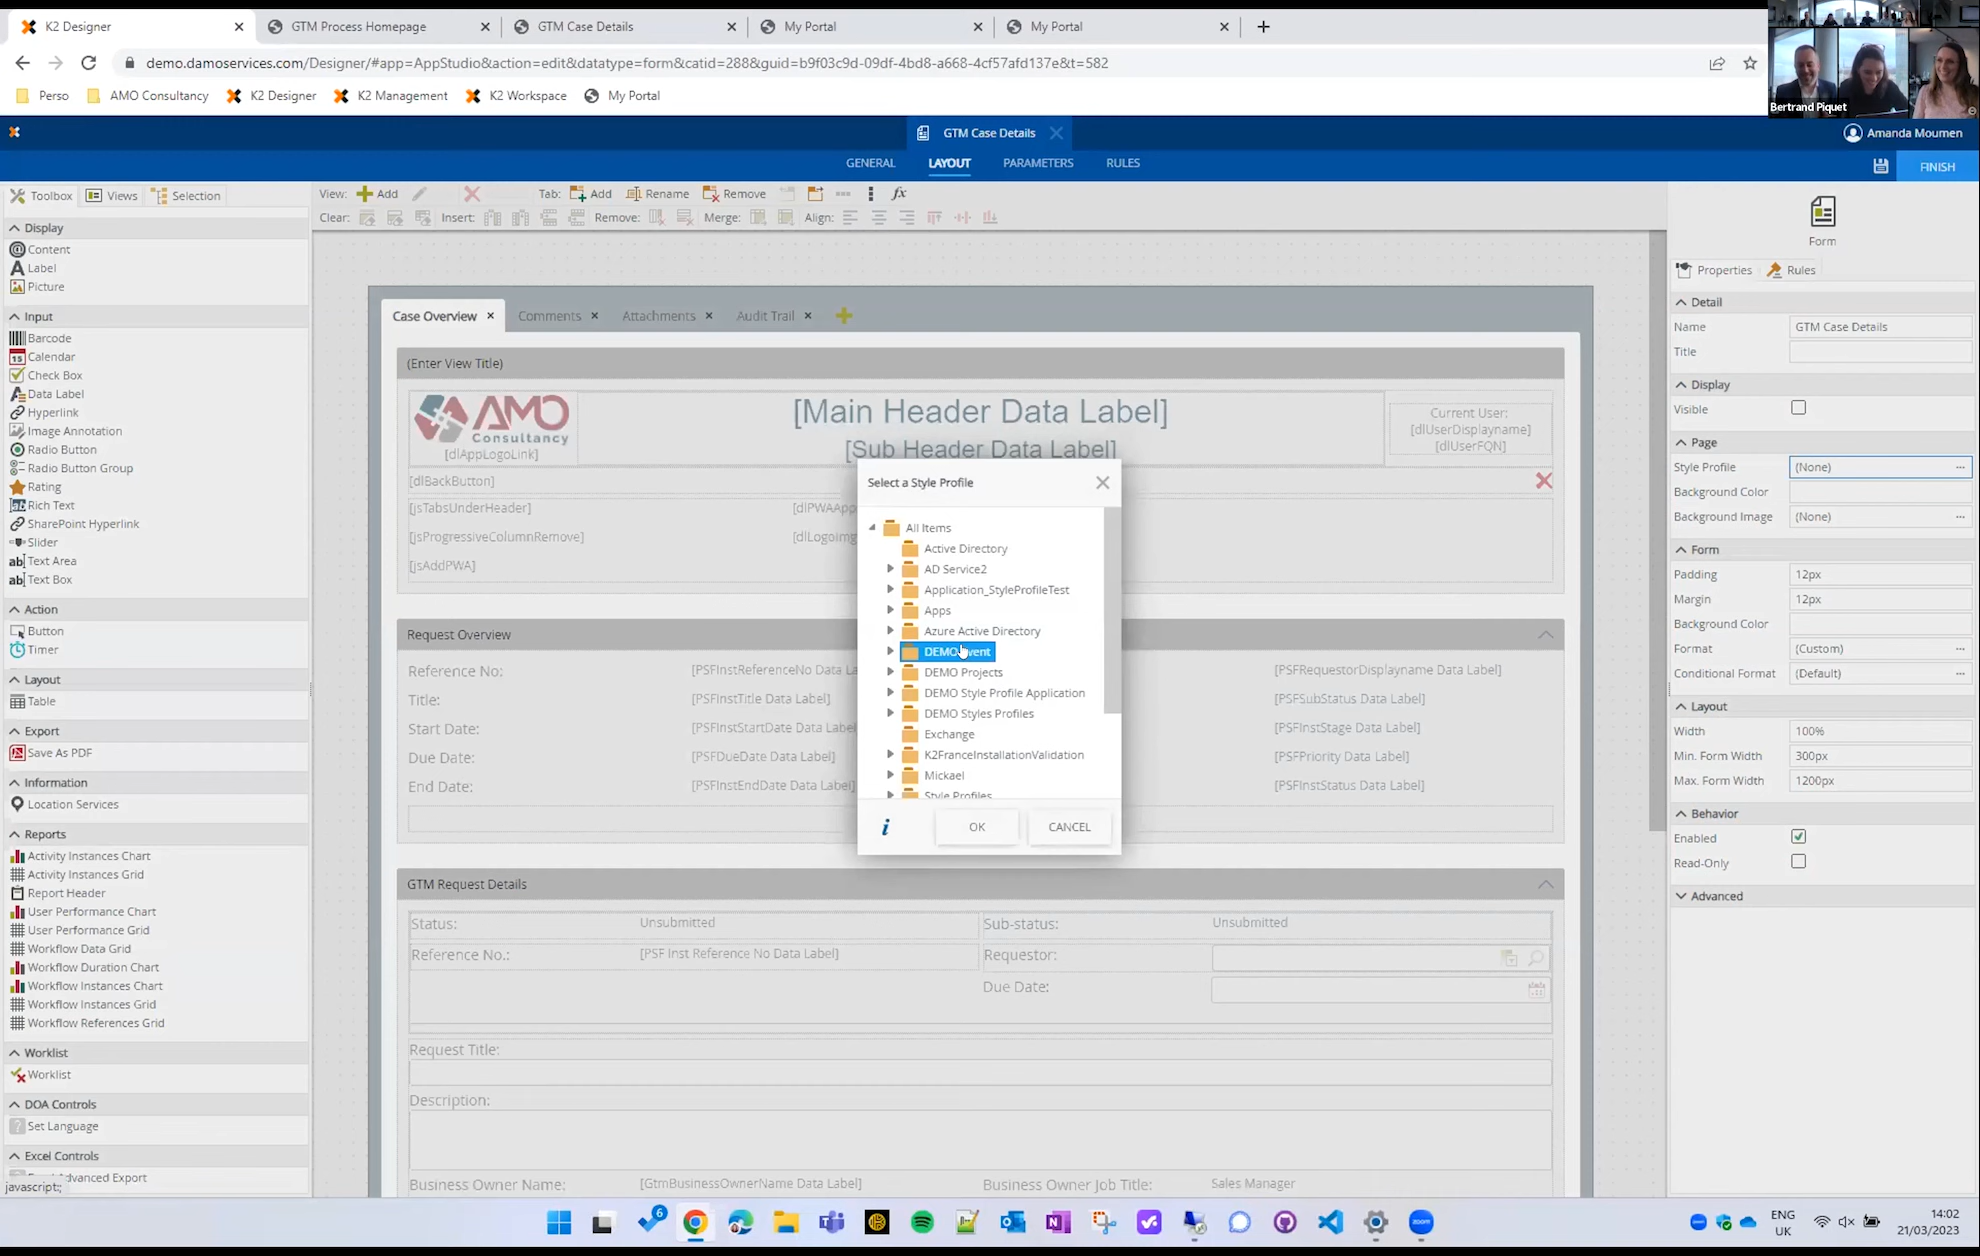 K2 Designer
GTM Process Homepage
GTM Case Details
My Portal
My Portal
demo.damoservices.com/Designer/#app=AppStudio&action=edit&datatype=form&catid=288&guid=b9f03c9d-09df-4bd8-a668-4cf57afd137e&t=582
Perso
AMO Consultancy
K2 Designer
K2 Management
K2 Workspace
My Portal
Bertrand Piquet
GTM Case Details
Amanda Moumen
GENERAL
LAYOUT
PARAMETERS
RULES
FINISH
Toolbox
Views
Selection
View: Add
Tab: Add Rename Remove
fx
Clear: Insert: Remove: Merge: Align:
Display
Content
Label
Picture
Input
Barcode
Calendar
Check Box
Data Label
Hyperlink
Image Annotation
Radio Button
Radio Button Group
Rating
Rich Text
SharePoint Hyperlink
Slider
Text Area
Text Box
Action
Button
Timer
Layout
Table
Export
Save As PDF
Information
Location Services
Reports
Activity Instances Chart
Activity Instances Grid
Report Header
User Performance Chart
User Performance Grid
Workflow Data Grid
Workflow Duration Chart
Workflow Instances Chart
Workflow Instances Grid
Workflow References Grid
Worklist
Worklist
DOA Controls
Set Language
Excel Controls
Advanced Export
javascript:;
Case Overview
Comments
Attachments
Audit Trail
(Enter View Title)
AMO
Consultancy
[dlAppLogoLink]
[Main Header Data Label]
[Sub Header Data Label]
Current User:
[dlUserDisplayname]
[dlUserFQN]
[dlBackButton]
[jsTabsUnderHeader]
[dlPWAApp
[jsProgressiveColumnRemove]
[dlLogoimg
[jsAddPWA]
Request Overview
Reference No: [PSFInstReferenceNo Data La [PSFRequestorDisplayname Data Label]
Title: [PSFInstTitle Data Label] [PSFSubStatus Data Label]
Start Date: [PSFInstStartDate Data Lab [PSFInstStage Data Label]
Due Date: [PSFDueDate Data Label] [PSFPriority Data Label]
End Date: [PSFInstEndDate Data Label] [PSFInstStatus Data Label]
GTM Request Details
Status: Unsubmitted Sub-status: Unsubmitted
Reference No.: [PSF Inst Reference No Data Label] Requestor:
Due Date:
Request Title:
Description:
Business Owner Name: [GtmBusinessOwnerName Data Label] Business Owner Job Title: Sales Manager
Select a Style Profile
All Items
Active Directory
AD Service2
Application_StyleProfileTest
Apps
Azure Active Directory
DEMO vent
DEMO Projects
DEMO Style Profile Application
DEMO Styles Profiles
Exchange
K2FranceInstallationValidation
Mickael
Style Profiles
i
OK
CANCEL
Form
Properties
Rules
Detail
Name GTM Case Details
Title
Display
Visible
Page
Style Profile (None)
Background Color
Background Image (None)
Form
Padding 12px
Margin 12px
Background Color
Format (Custom)
Conditional Format (Default)
Layout
Width 100%
Min. Form Width 300px
Max. Form Width 1200px
Behavior
Enabled
Read-Only
Advanced
6
zoom
ENG
UK
14:02
21/03/2023